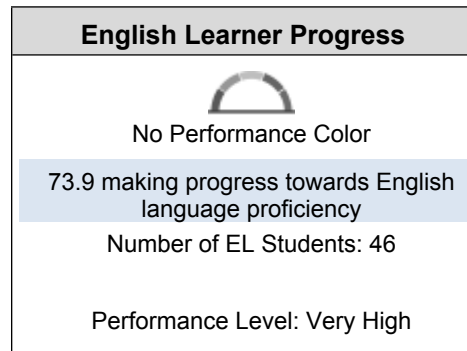 English Learner Progress
No Performance Color
73.9 making progress towards English
language proficiency
Number of EL Students: 46
Performance Level: Very High